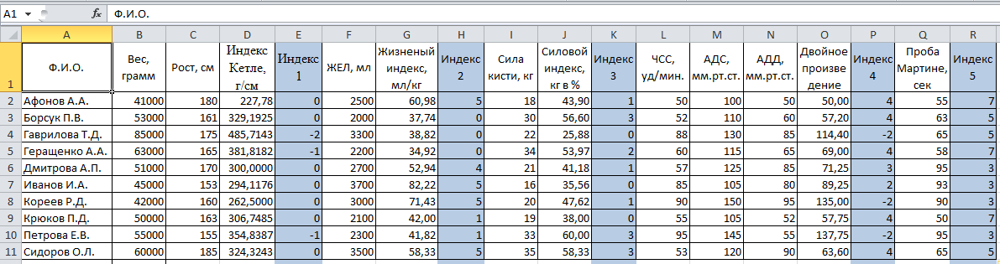 A1 fx Ф.И.О.
A B C D E F G H I J K L M N O P Q R
1 Ф.И.О. Вес, грамм Рост, см Индекс Кетле, г/см Индекс 1 ЖЕЛ, мл Жизненый индекс, мл/кг Индекс 2 Сила кисти, кг Силовой индекс, кг в % Индекс 3 ЧСС, уд/мин. АДС, мм.рт.ст. АДД, мм.рт.ст. Двойное произве дение Индекс 4 Проба Мартине, сек Индекс 5
2 Афонов А.А. 41000 180 227,78 0 2500 60,98 5 18 43,90 1 50 100 50 50,00 4 55 7
3 Борсук П.В. 53000 161 329,1925 0 2000 37,74 0 30 56,60 3 52 110 60 57,20 4 63 5
4 Гаврилова Т.Д. 85000 175 485,7143 -2 3300 38,82 0 22 25,88 0 88 130 85 114,40 -2 65 5
5 Геращенко А.А. 63000 165 381,8182 -1 2200 34,92 0 34 53,97 2 60 115 65 69,00 4 58 7
6 Дмитрова А.П. 51000 170 300,0000 0 2700 52,94 4 21 41,18 1 57 125 85 71,25 3 95 3
7 Иванов И.А. 45000 153 294,1176 0 3700 82,22 5 16 35,56 0 85 105 80 89,25 2 93 3
8 Кореев Р.Д. 42000 160 262,5000 0 3000 71,43 5 20 47,62 1 90 150 95 135,00 -2 90 3
9 Крюков П.Д. 50000 163 306,7485 0 2100 42,00 1 19 38,00 0 55 105 52 57,75 4 50 7
10 Петрова Е.В. 55000 155 354,8387 -1 2300 41,82 1 33 60,00 3 95 145 55 137,75 -2 95 3
11 Сидоров О.Л. 60000 185 324,3243 0 3500 58,33 5 35 58,33 3 53 120 90 63,60 4 65 5